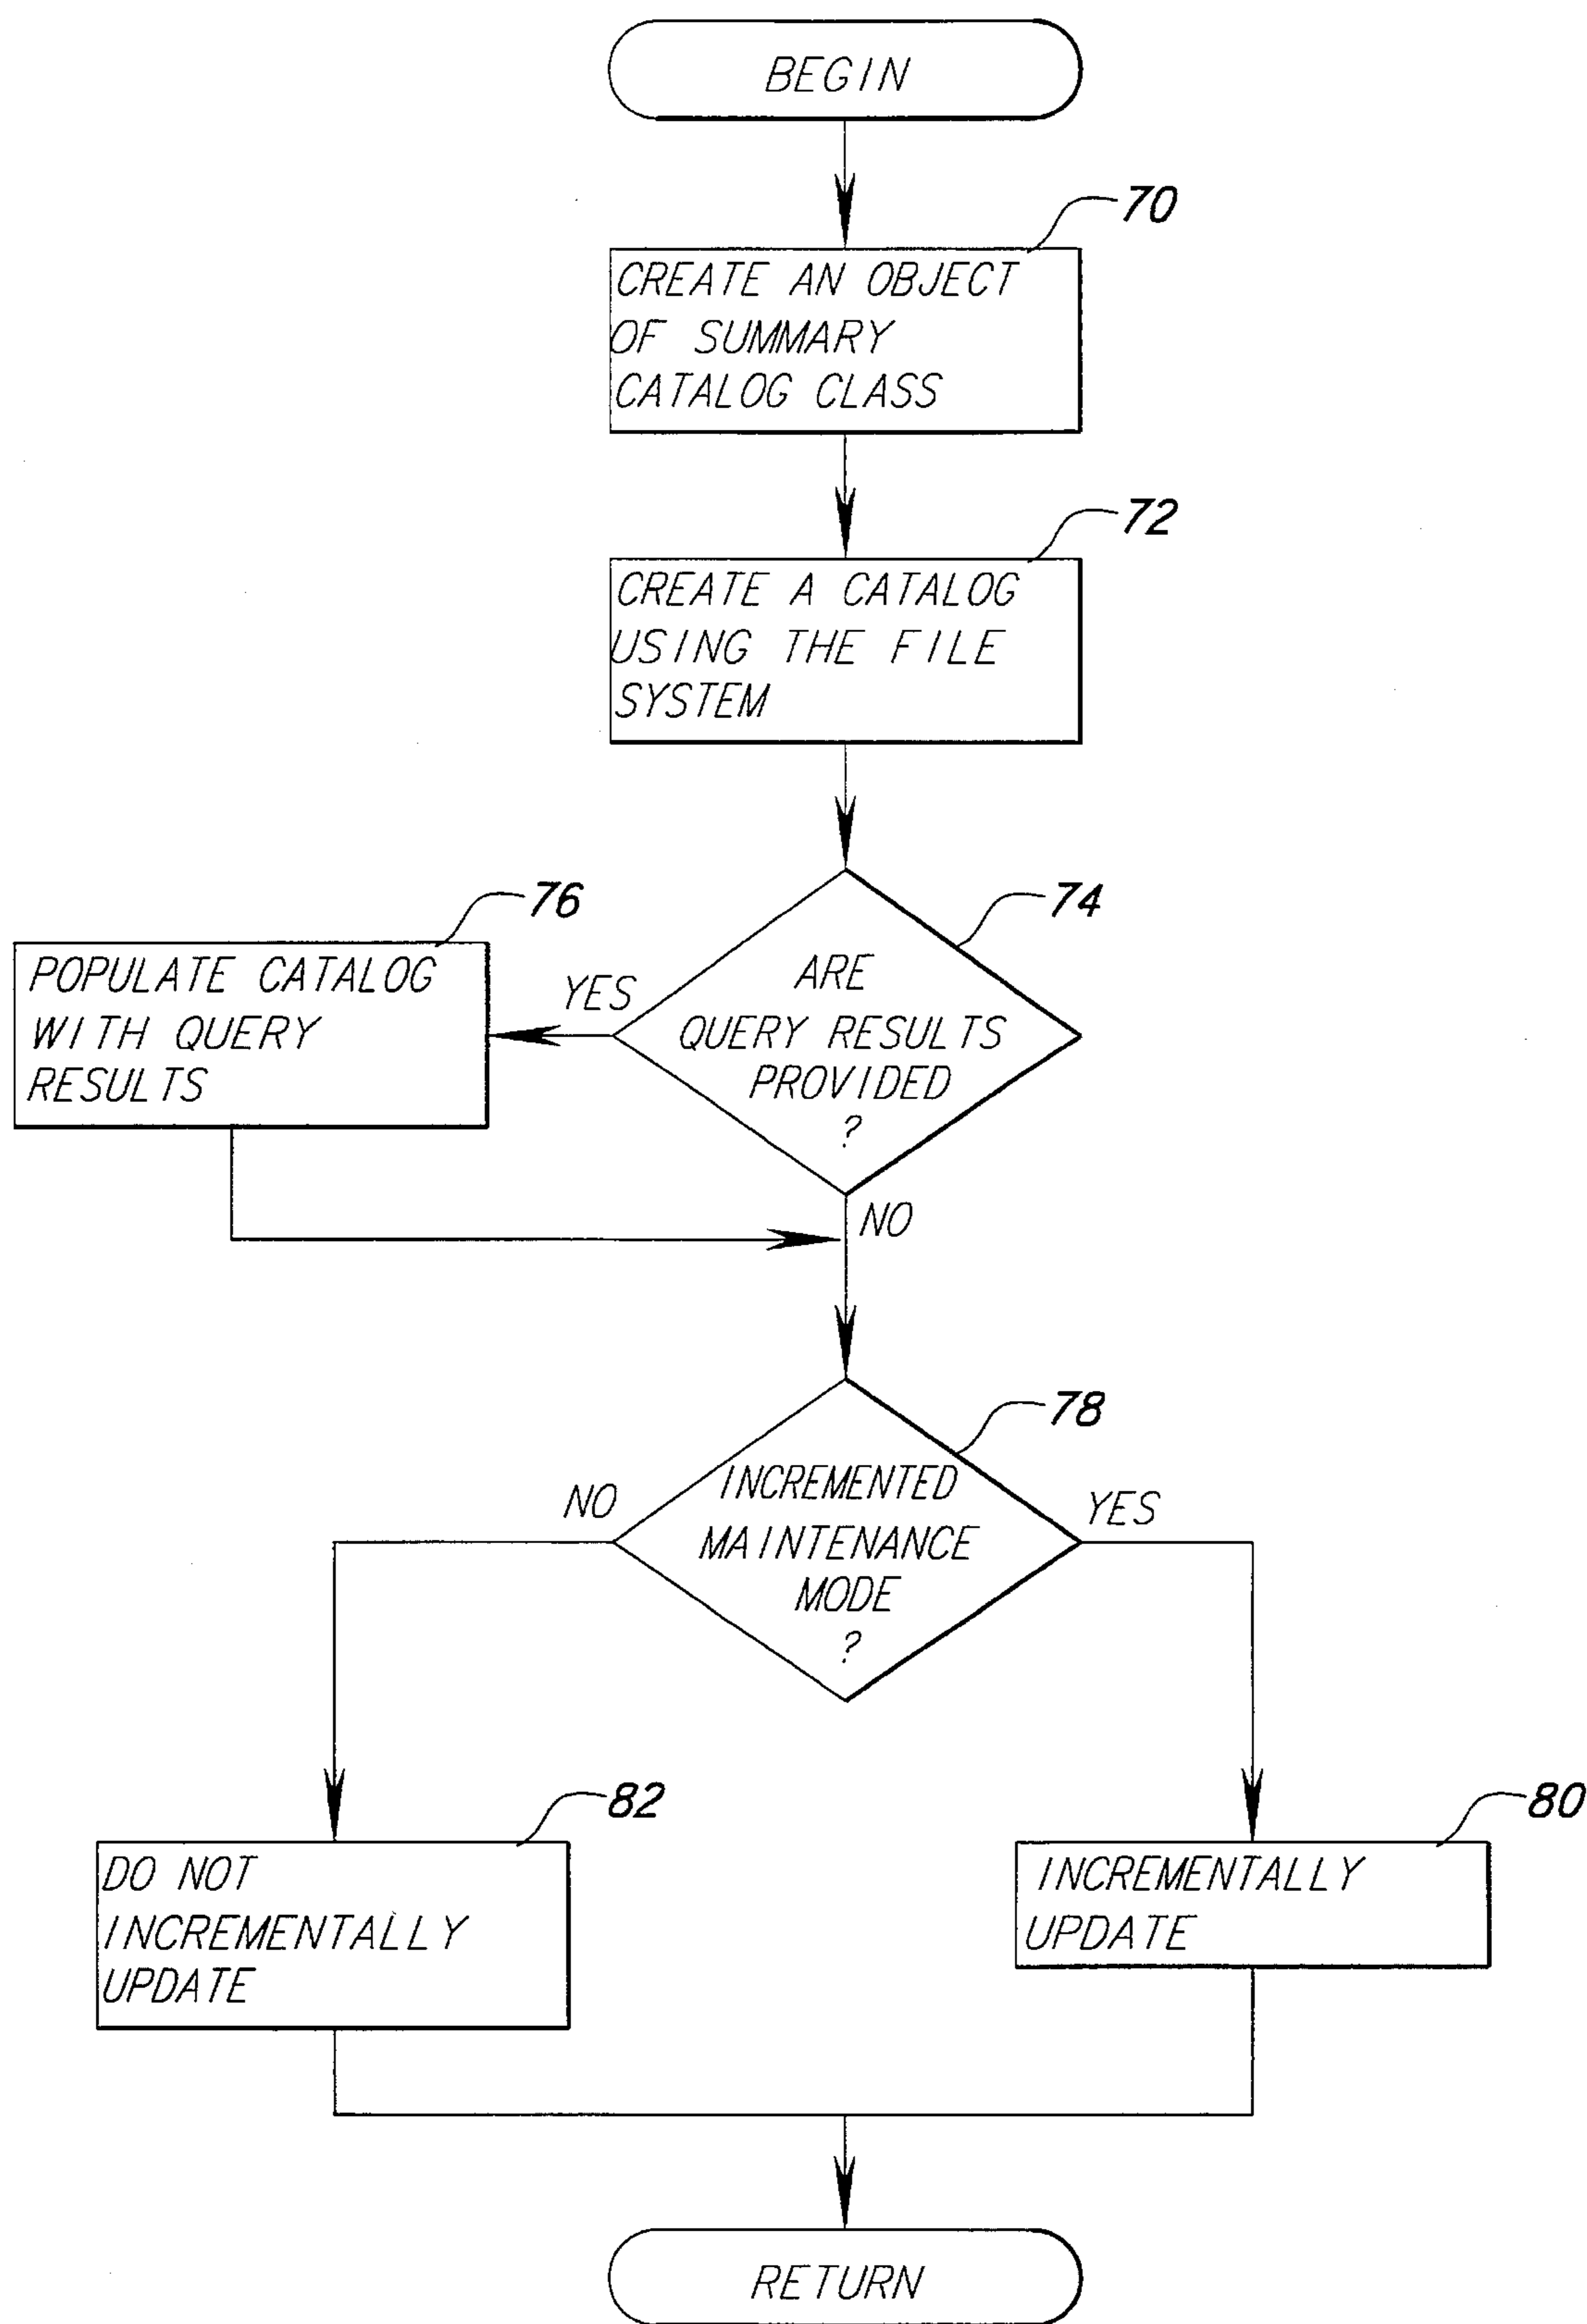 BEGIN
70
CREATE AN OBJECT
OF SUMMARY
CATALOG CLASS
72
CREATE A CATALOG
USING THE FILE
SYSTEM
74
ARE
QUERY RESULTS
PROVIDED
?
YES
76
POPULATE CATALOG
WITH QUERY
RESULTS
NO
78
INCREMENTED
MAINTENANCE
MODE
?
NO
YES
82
DO NOT
INCREMENTALLY
UPDATE
80
INCREMENTALLY
UPDATE
RETURN